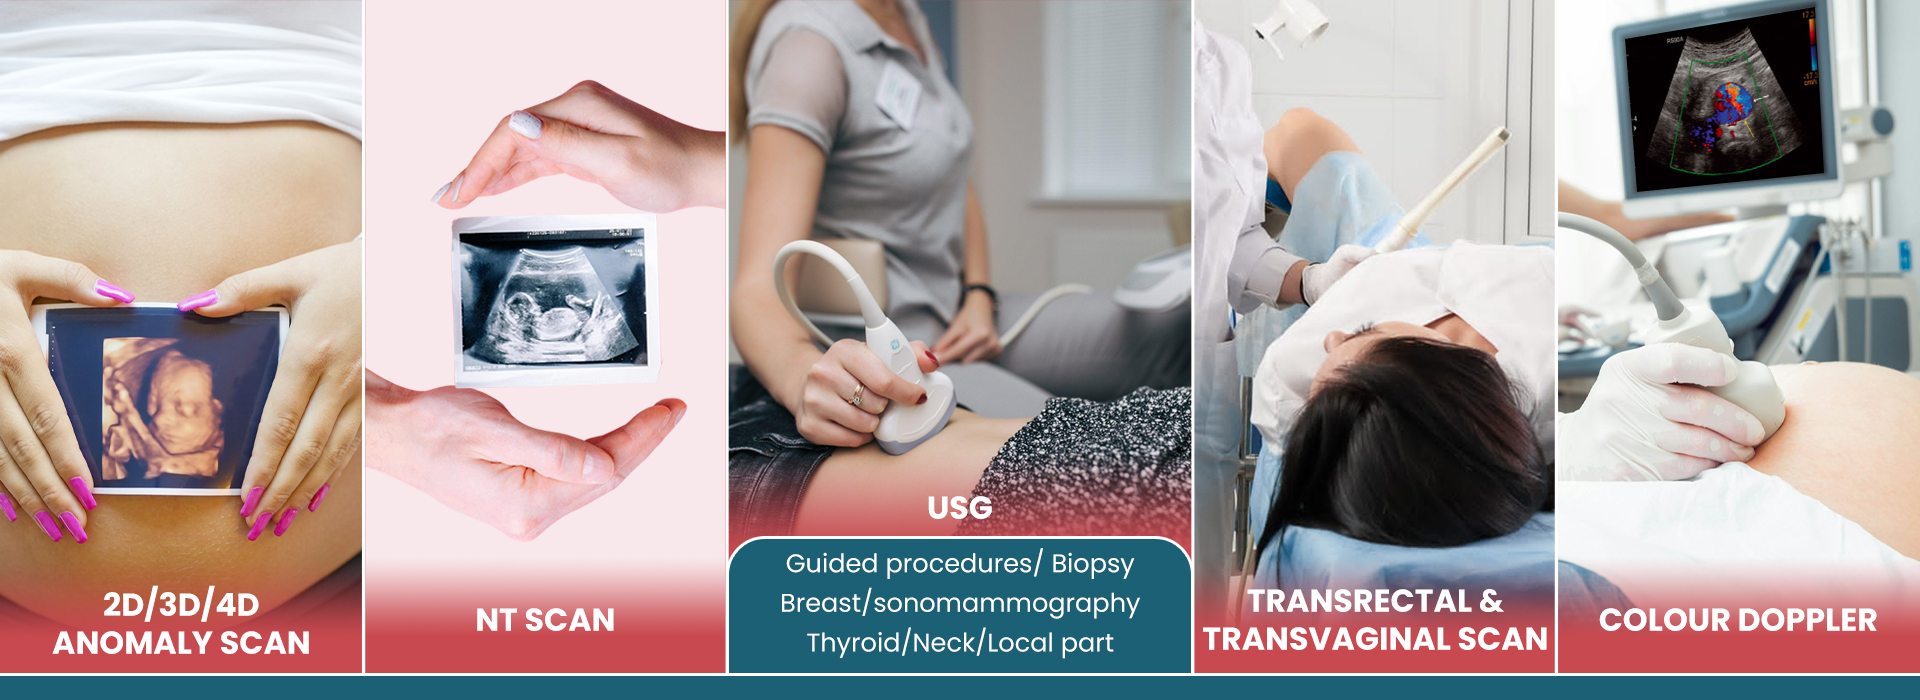 2D/3D/4D
ANOMALY SCAN
NT SCAN
USG
Guided procedures/ Biopsy
Breast/sonomammography
Thyroid/Neck/Local part
TRANSRECTAL &
TRANSVAGINAL SCAN
COLOUR DOPPLER
RS80A